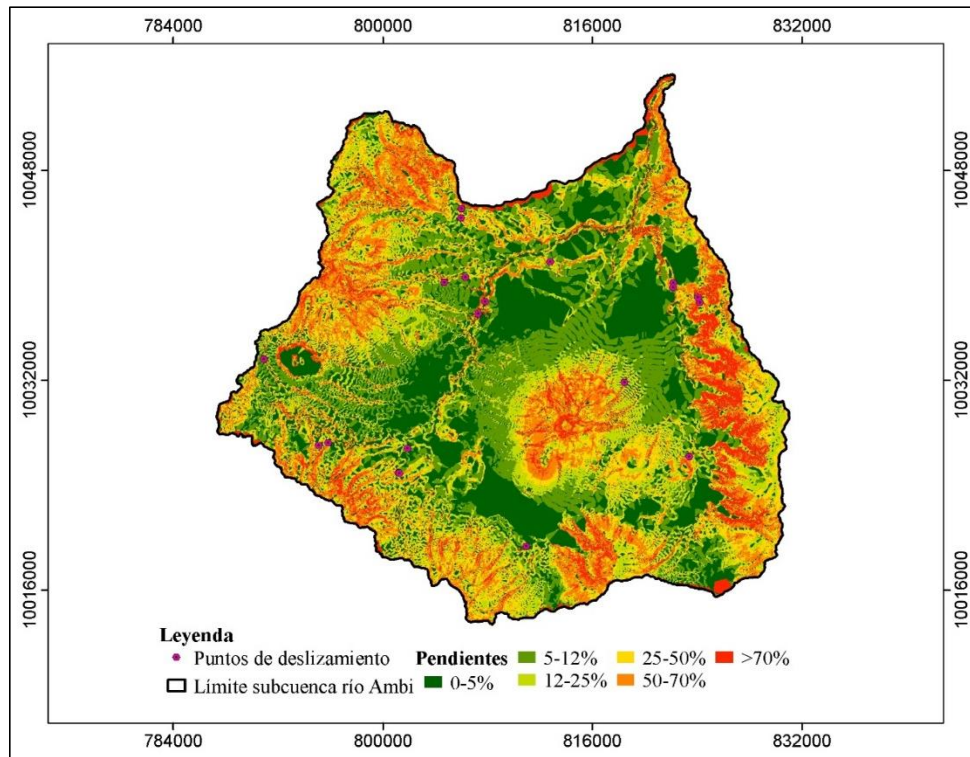 784000 800000 816000 832000
10048000 10048000
10032000 10032000
10016000 10016000
Leyenda
Puntos de deslizamiento
Límite subcuenca río Ambi
Pendientes
0-5%
5-12%
12-25%
25-50%
50-70%
>70%
784000 800000 816000 832000